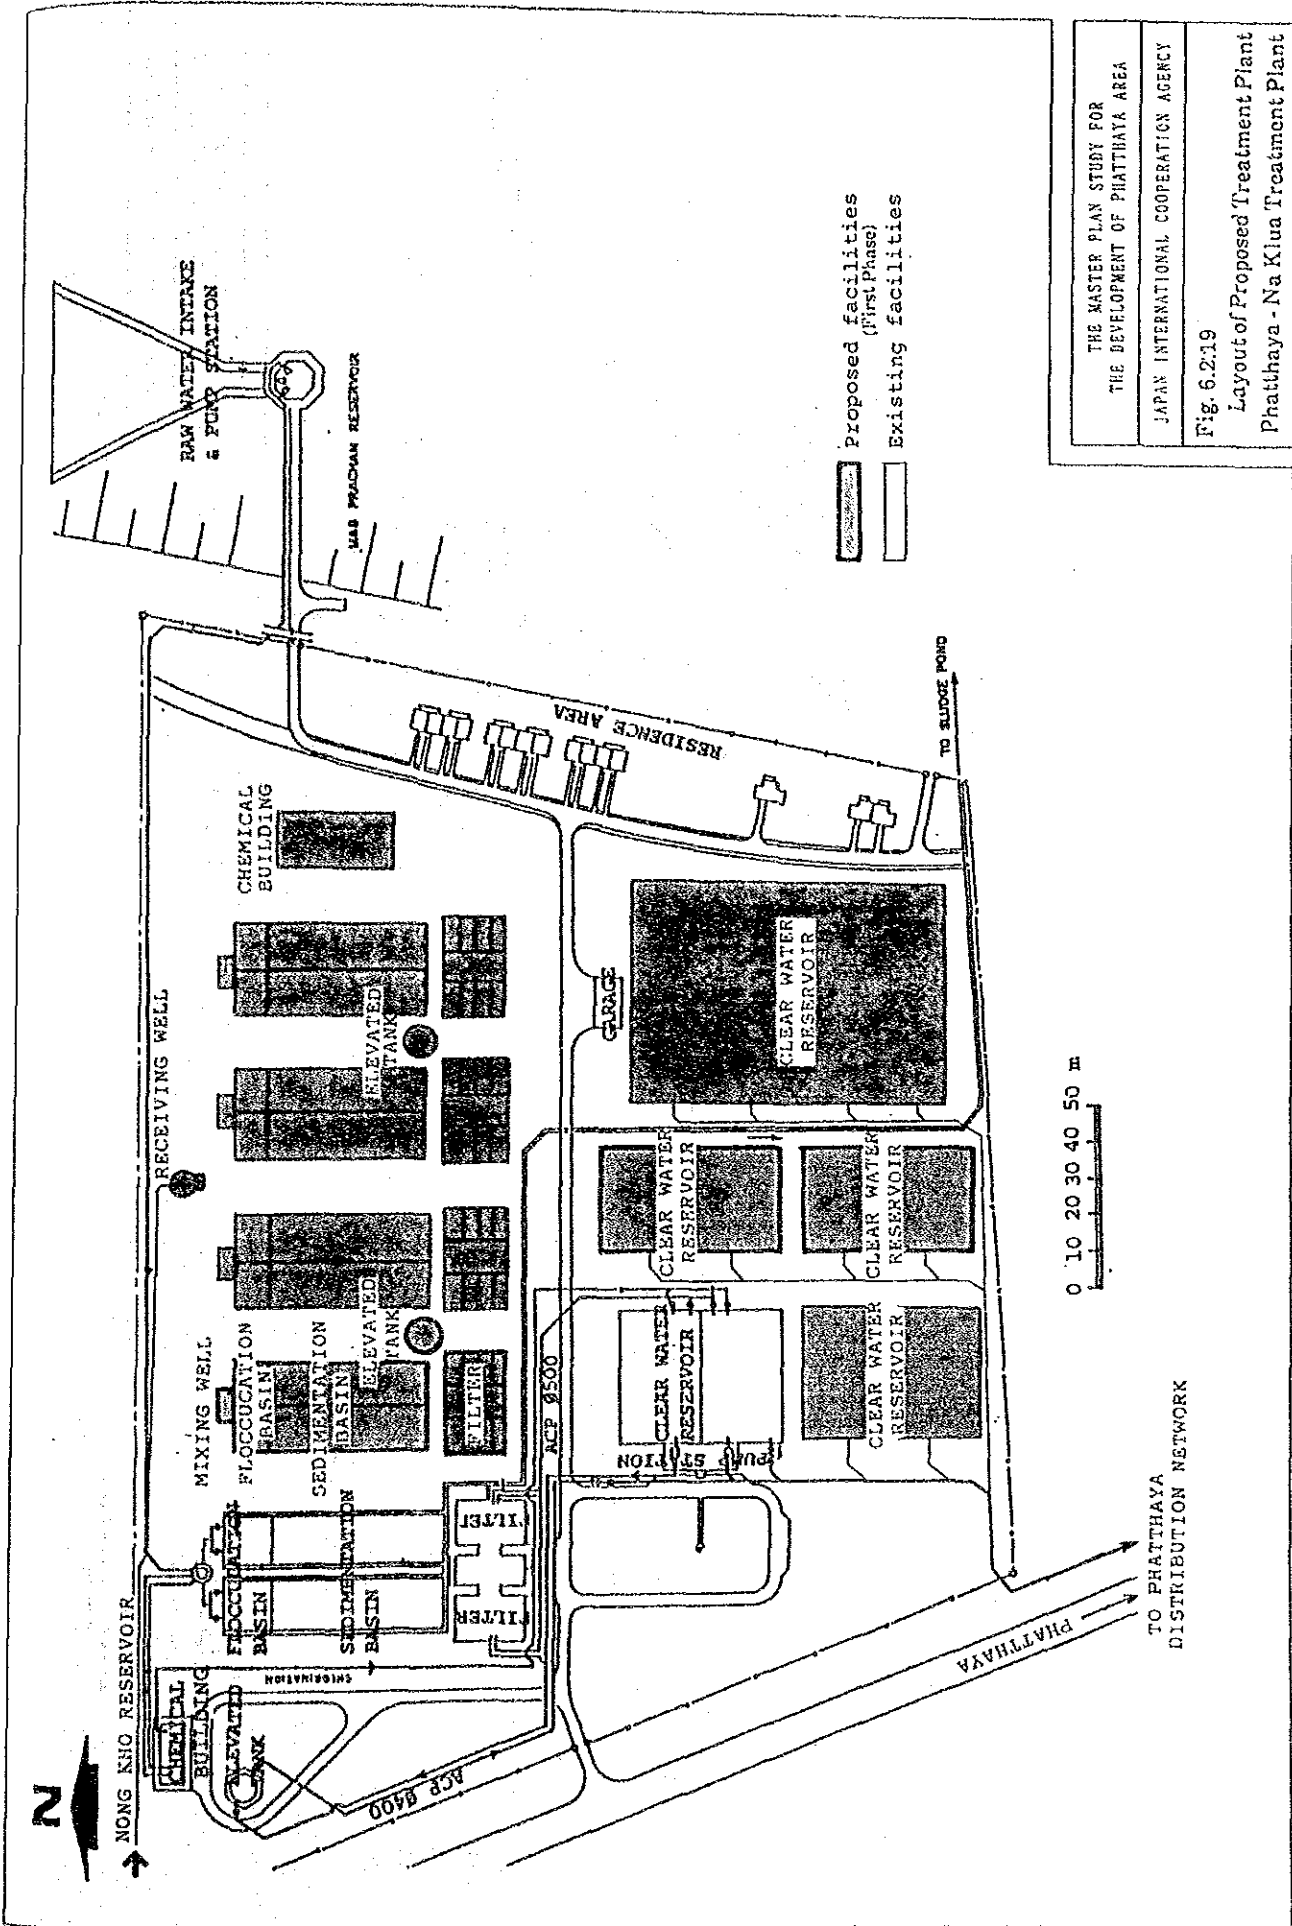 N
NONG KHO RESERVOIR
CHEMICAL
BUILDING
ELEVATED
TANK
CHLORINATION
FLOCCUCATION
BASIN
SEDIMENTATION
BASIN
FILTER
FILTER
MIXING WELL
FLOCCUCATION
BASIN
SEDIMENTATION
BASIN
ELEVATED
TANK
FILTER
RECEIVING WELL
ELEVATED
TANK
CHEMICAL
BUILDING
RAW WATER INTAKE
& PUMP STATION
MAB PRACHAN RESERVOIR
RESIDENCE AREA
GARAGE
ACP Ø500
ACP Ø400
PUMP STATION
CLEAR WATER
RESERVOIR
CLEAR WATER
RESERVOIR
CLEAR WATER
RESERVOIR
CLEAR WATER
RESERVOIR
CLEAR WATER
RESERVOIR
TO SLUDGE POND
PHATTHAYA
TO PHATTHAYA
DISTRIBUTION NETWORK
0 10 20 30 40 50 m
Proposed facilities
(First Phase)
Existing facilities
THE MASTER PLAN STUDY FOR
THE DEVELOPMENT OF PHATTHAYA AREA
JAPAN INTERNATIONAL COOPERATION AGENCY
Fig. 6.2.19
Layout of Proposed Treatment Plant
Phatthaya - Na Klua Treatment Plant